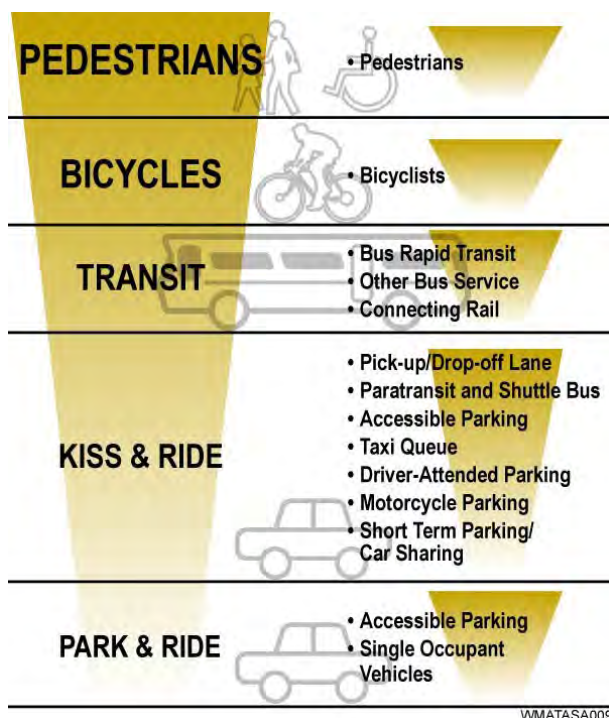 PEDESTRIANS
• Pedestrians
BICYCLES
• Bicyclists
TRANSIT
• Bus Rapid Transit
• Other Bus Service
• Connecting Rail
KISS & RIDE
• Pick-up/Drop-off Lane
• Paratransit and Shuttle Bus
• Accessible Parking
• Taxi Queue
• Driver-Attended Parking
• Motorcycle Parking
• Short Term Parking/
Car Sharing
PARK & RIDE
• Accessible Parking
• Single Occupant
Vehicles
WMATASA009